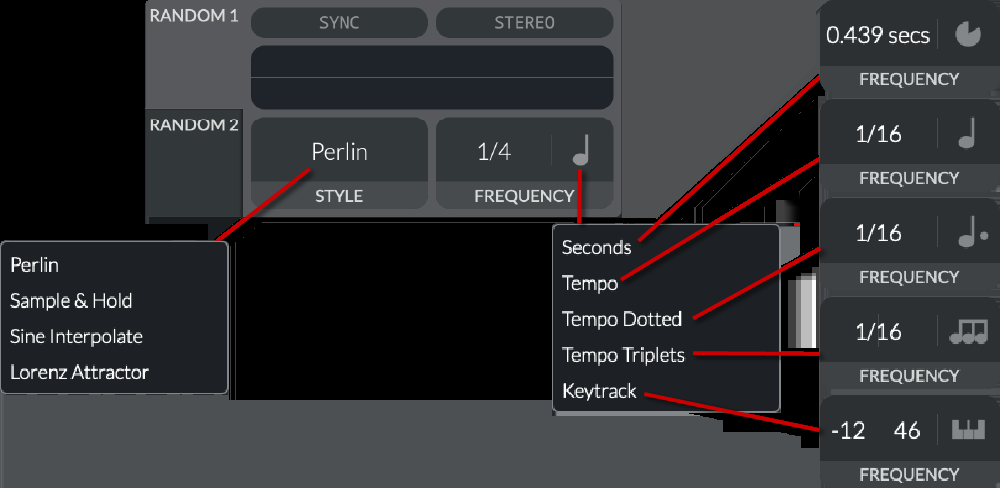 RANDOM 1
SYNC
STEREO
RANDOM 2
Perlin
STYLE
1/4
FREQUENCY
Perlin
Sample & Hold
Sine Interpolate
Lorenz Attractor
Seconds
Tempo
Tempo Dotted
Tempo Triplets
Keytrack
0.439 secs
FREQUENCY
1/16
FREQUENCY
1/16
FREQUENCY
1/16
FREQUENCY
-12 46
FREQUENCY